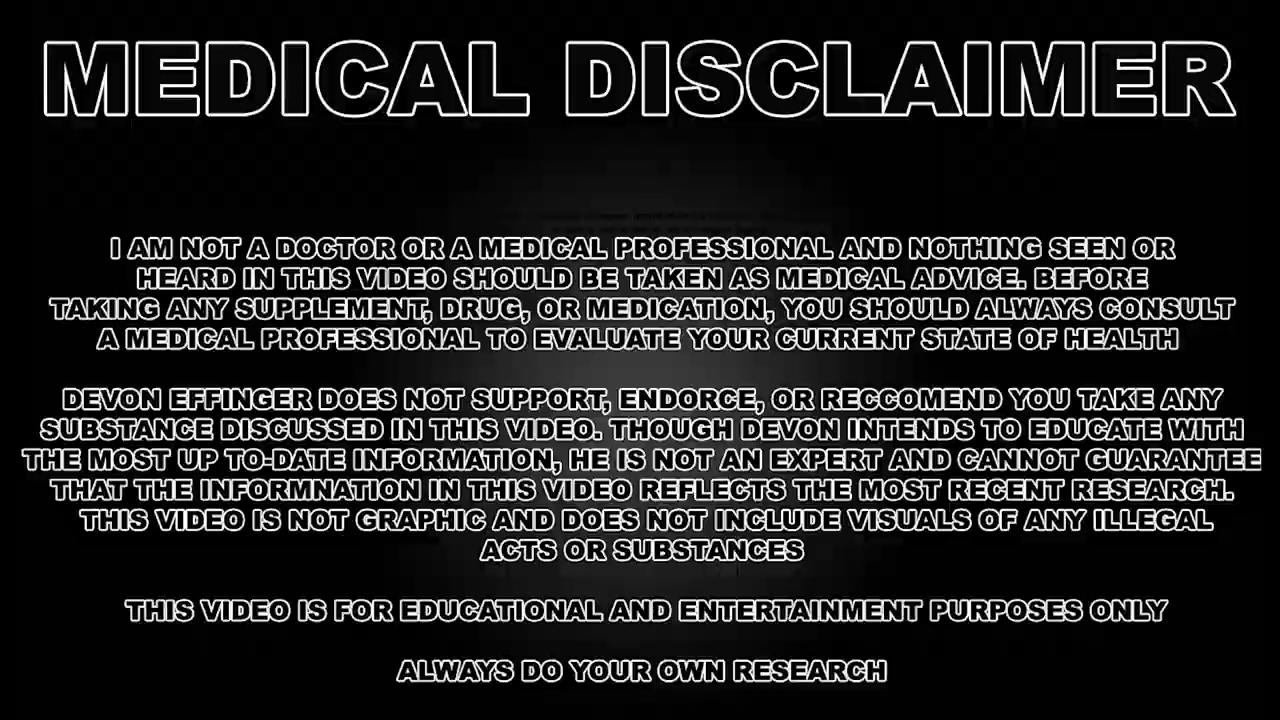 MEDICAL DISCLAIMER
I AM NOT A DOCTOR OR A MEDICAL PROFESSIONAL AND NOTHING SEEN OR
HEARD IN THIS VIDEO SHOULD BE TAKEN AS MEDICAL ADVICE. BEFORE
TAKING ANY SUPPLEMENT, DRUG, OR MEDICATION, YOU SHOULD ALWAYS CONSULT
A MEDICAL PROFESSIONAL TO EVALUATE YOUR CURRENT STATE OF HEALTH
DEVON EFFINGER DOES NOT SUPPORT, ENDORCE, OR RECCOMEND YOU TAKE ANY
SUBSTANCE DISCUSSED IN THIS VIDEO. THOUGH DEVON INTENDS TO EDUCATE WITH
THE MOST UP TO-DATE INFORMATION, HE IS NOT AN EXPERT AND CANNOT GUARANTEE
THAT THE INFORMNATION IN THIS VIDEO REFLECTS THE MOST RECENT RESEARCH.
THIS VIDEO IS NOT GRAPHIC AND DOES NOT INCLUDE VISUALS OF ANY ILLEGAL
ACTS OR SUBSTANCES
THIS VIDEO IS FOR EDUCATIONAL AND ENTERTAINMENT PURPOSES ONLY
ALWAYS DO YOUR OWN RESEARCH